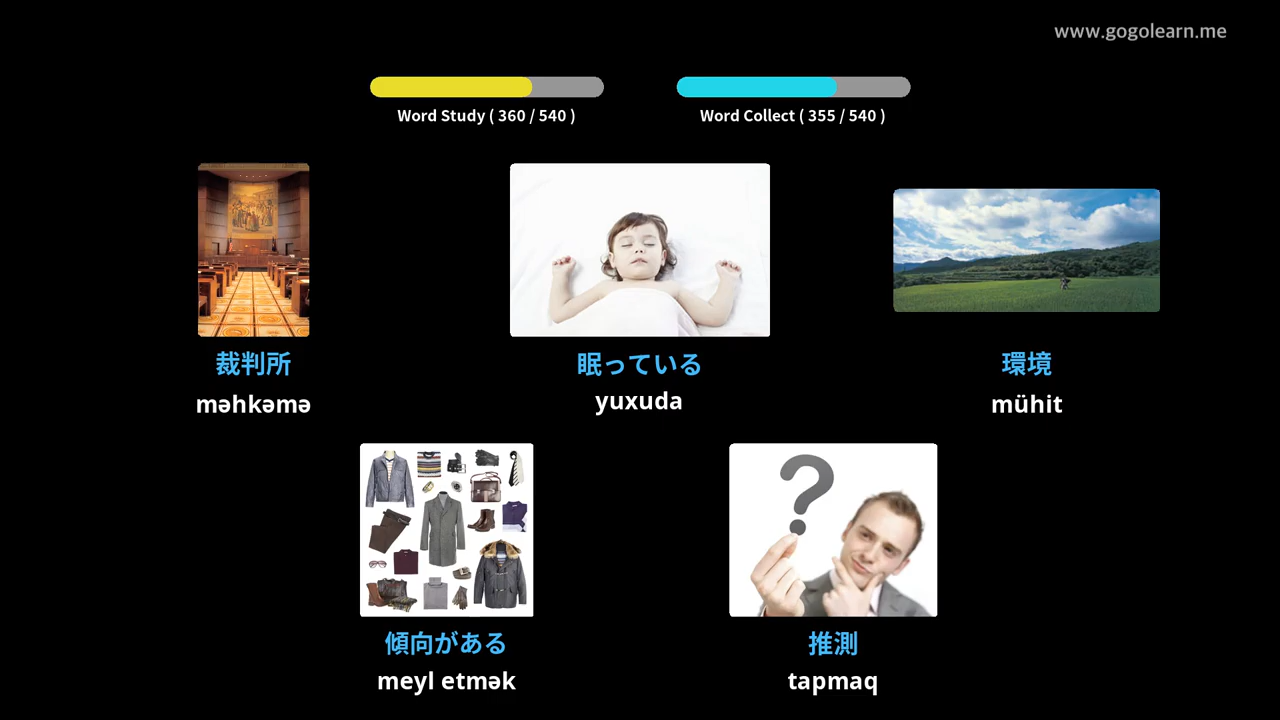 www.gogolearn.me
Word Study ( 360 / 540 )
Word Collect ( 355 / 540 )
裁判所
məhkəmə
眠っている
yuxuda
環境
mühit
傾向がある
meyl etmək
推測
tapmaq